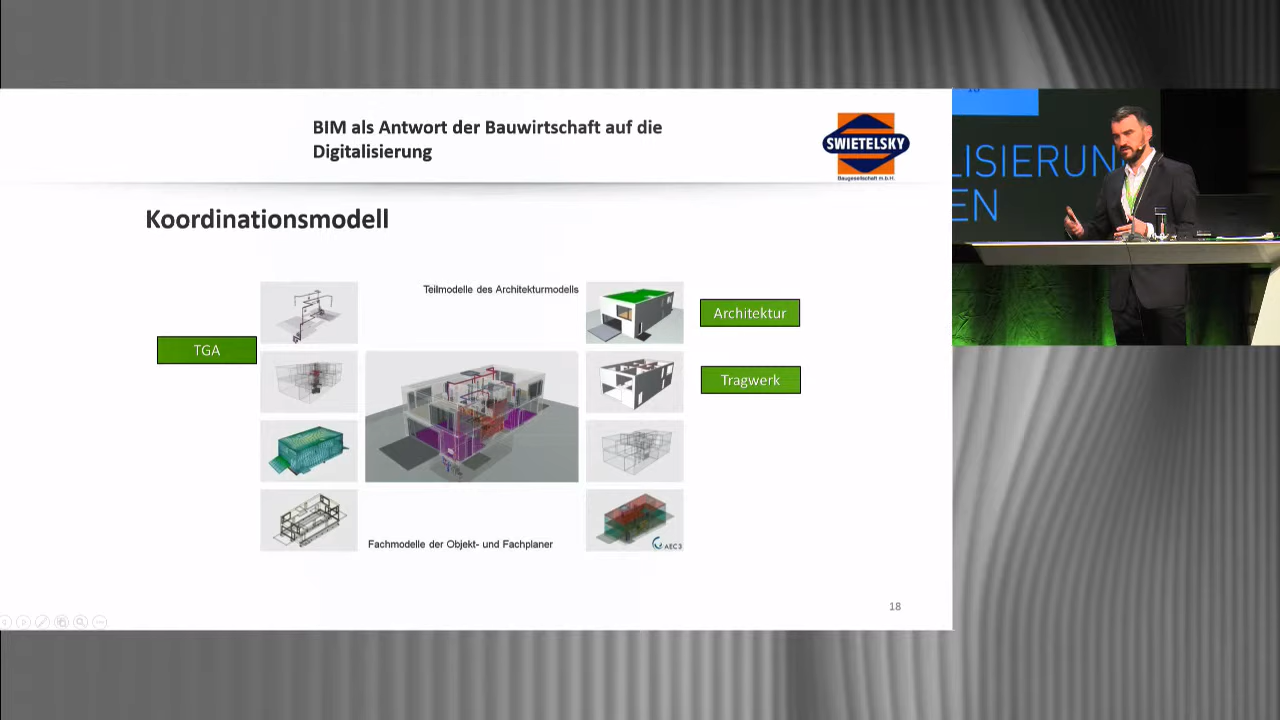 BIM als Antwort der Bauwirtschaft auf die
Digitalisierung
SWIETELSKY
Baugesellschaft m.b.H.
Koordinationsmodell
Teilmodelle des Architekturmodells
Architektur
TGA
Tragwerk
Fachmodelle der Objekt- und Fachplaner
AEC3
18
LISIERUN
EN